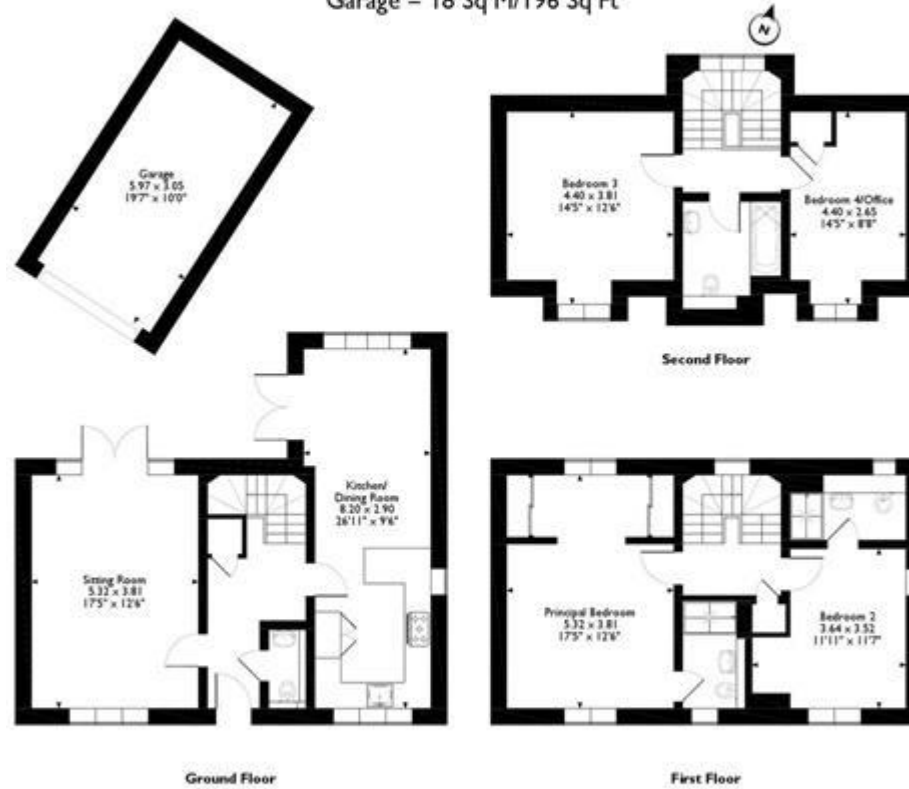 Garage = 18 Sq M/196 Sq Ft
N
Garage
5.97 x 3.05
19'7" x 10'0"
Bedroom 3
4.40 x 3.81
14'5" x 12'6"
Bedroom 4/Office
4.40 x 2.65
14'5" x 8'8"
Second Floor
Kitchen/
Dining Room
8.20 x 2.90
26'11" x 9'6"
Sitting Room
5.32 x 3.81
17'5" x 12'6"
Principal Bedroom
5.32 x 3.81
17'5" x 12'6"
Bedroom 2
3.64 x 3.52
11'11" x 11'7"
Ground Floor
First Floor